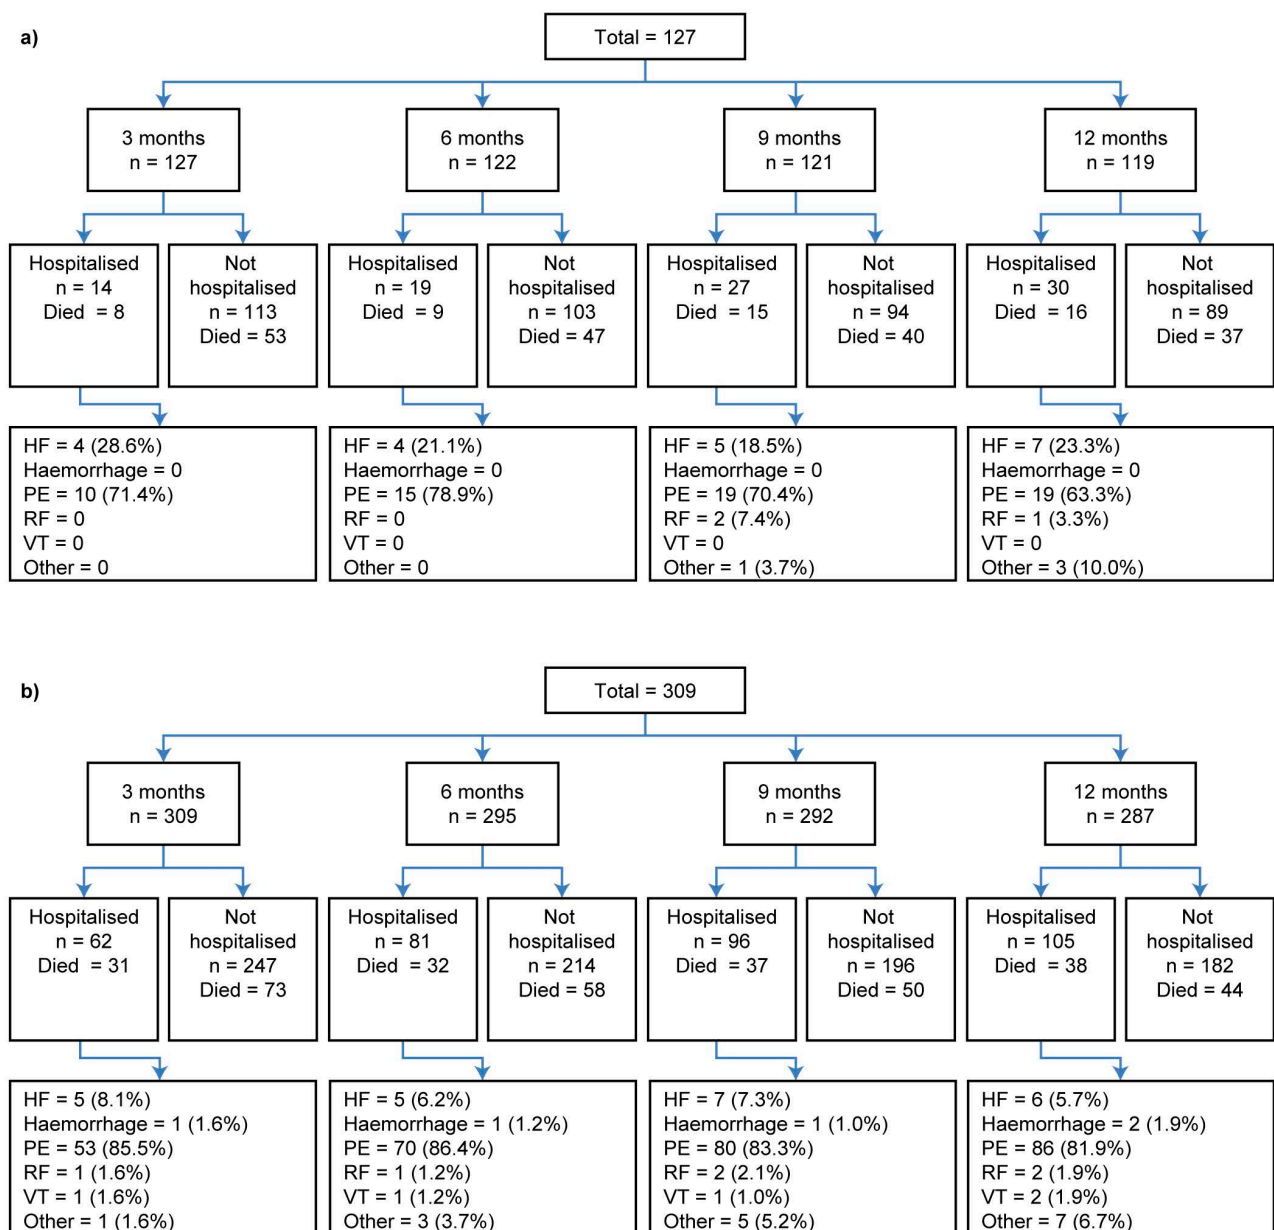 a)
Total = 127
3 months
n = 127
6 months
n = 122
9 months
n = 121
12 months
n = 119
Hospitalised
n = 14
Died  = 8
Not
hospitalised
n = 113
Died = 53
Hospitalised
n = 19
Died  = 9
Not
hospitalised
n = 103
Died = 47
Hospitalised
n = 27
Died  = 15
Not
hospitalised
n = 94
Died = 40
Hospitalised
n = 30
Died  = 16
Not
hospitalised
n = 89
Died = 37
HF = 4 (28.6%)
Haemorrhage = 0
PE = 10 (71.4%)
RF = 0
VT = 0
Other = 0
HF = 4 (21.1%)
Haemorrhage = 0
PE = 15 (78.9%)
RF = 0
VT = 0
Other = 0
HF = 5 (18.5%)
Haemorrhage = 0
PE = 19 (70.4%)
RF = 2 (7.4%)
VT = 0
Other = 1 (3.7%)
HF = 7 (23.3%)
Haemorrhage = 0
PE = 19 (63.3%)
RF = 1 (3.3%)
VT = 0
Other = 3 (10.0%)
b)
Total = 309
3 months
n = 309
6 months
n = 295
9 months
n = 292
12 months
n = 287
Hospitalised
n = 62
Died  = 31
Not
hospitalised
n = 247
Died = 73
Hospitalised
n = 81
Died  = 32
Not
hospitalised
n = 214
Died = 58
Hospitalised
n = 96
Died  = 37
Not
hospitalised
n = 196
Died = 50
Hospitalised
n = 105
Died  = 38
Not
hospitalised
n = 182
Died = 44
HF = 5 (8.1%)
Haemorrhage = 1 (1.6%)
PE = 53 (85.5%)
RF = 1 (1.6%)
VT = 1 (1.6%)
Other = 1 (1.6%)
HF = 5 (6.2%)
Haemorrhage = 1 (1.2%)
PE = 70 (86.4%)
RF = 1 (1.2%)
VT = 1 (1.2%)
Other = 3 (3.7%)
HF = 7 (7.3%)
Haemorrhage = 1 (1.0%)
PE = 80 (83.3%)
RF = 2 (2.1%)
VT = 1 (1.0%)
Other = 5 (5.2%)
HF = 6 (5.7%)
Haemorrhage = 2 (1.9%)
PE = 86 (81.9%)
RF = 2 (1.9%)
VT = 2 (1.9%)
Other = 7 (6.7%)